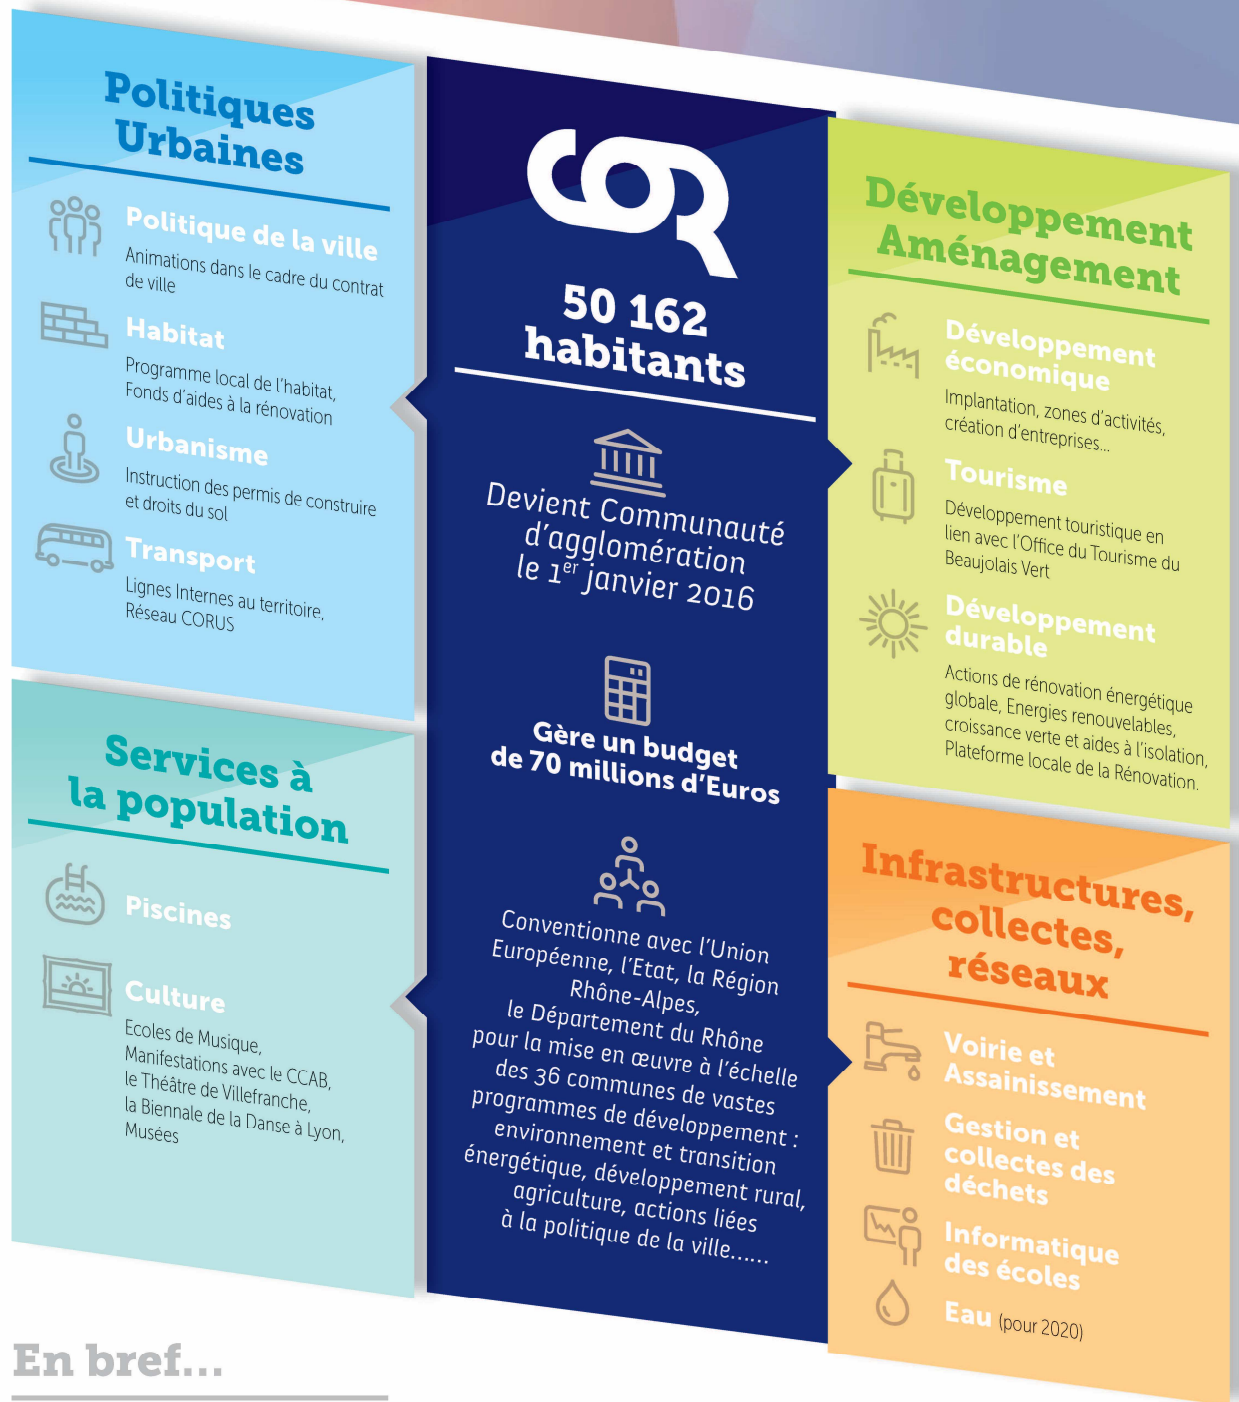 Politiques
Urbaines
Politique de la ville
Animations dans le cadre du contrat
de ville
Habitat
Programme local de l'habitat,
Fonds d'aides à la rénovation
Urbanisme
Instruction des permis de construire
et droits du sol
Transport
Lignes Internes au territoire,
Réseau CORUS
Services à
la population
Piscines
Culture
Ecoles de Musique,
Manifestations avec le CCAB,
le Théâtre de Villefranche,
la Biennale de la Danse à Lyon,
Musées
COR
50 162
habitants
Devient Communauté
d'agglomération
le 1er janvier 2016
Gère un budget
de 70 millions d'Euros
Conventionne avec l'Union
Européenne, l'Etat, la Région
Rhône-Alpes,
le Département du Rhône
pour la mise en œuvre à l'échelle
des 36 communes de vastes
programmes de développement :
environnement et transition
énergétique, développement rural,
agriculture, actions liées
à la politique de la ville......
Développement
Aménagement
Développement
économique
Implantation, zones d'activités,
création d'entreprises...
Tourisme
Développement touristique en
lien avec l'Office du Tourisme du
Beaujolais Vert
Développement
durable
Actions de rénovation énergétique
globale, Energies renouvelables,
croissance verte et aides à l'isolation,
Plateforme locale de la Rénovation.
Infrastructures,
collectes,
réseaux
Voirie et
Assainissement
Gestion et
collectes des
déchets
Informatique
des écoles
Eau (pour 2020)
En bref...